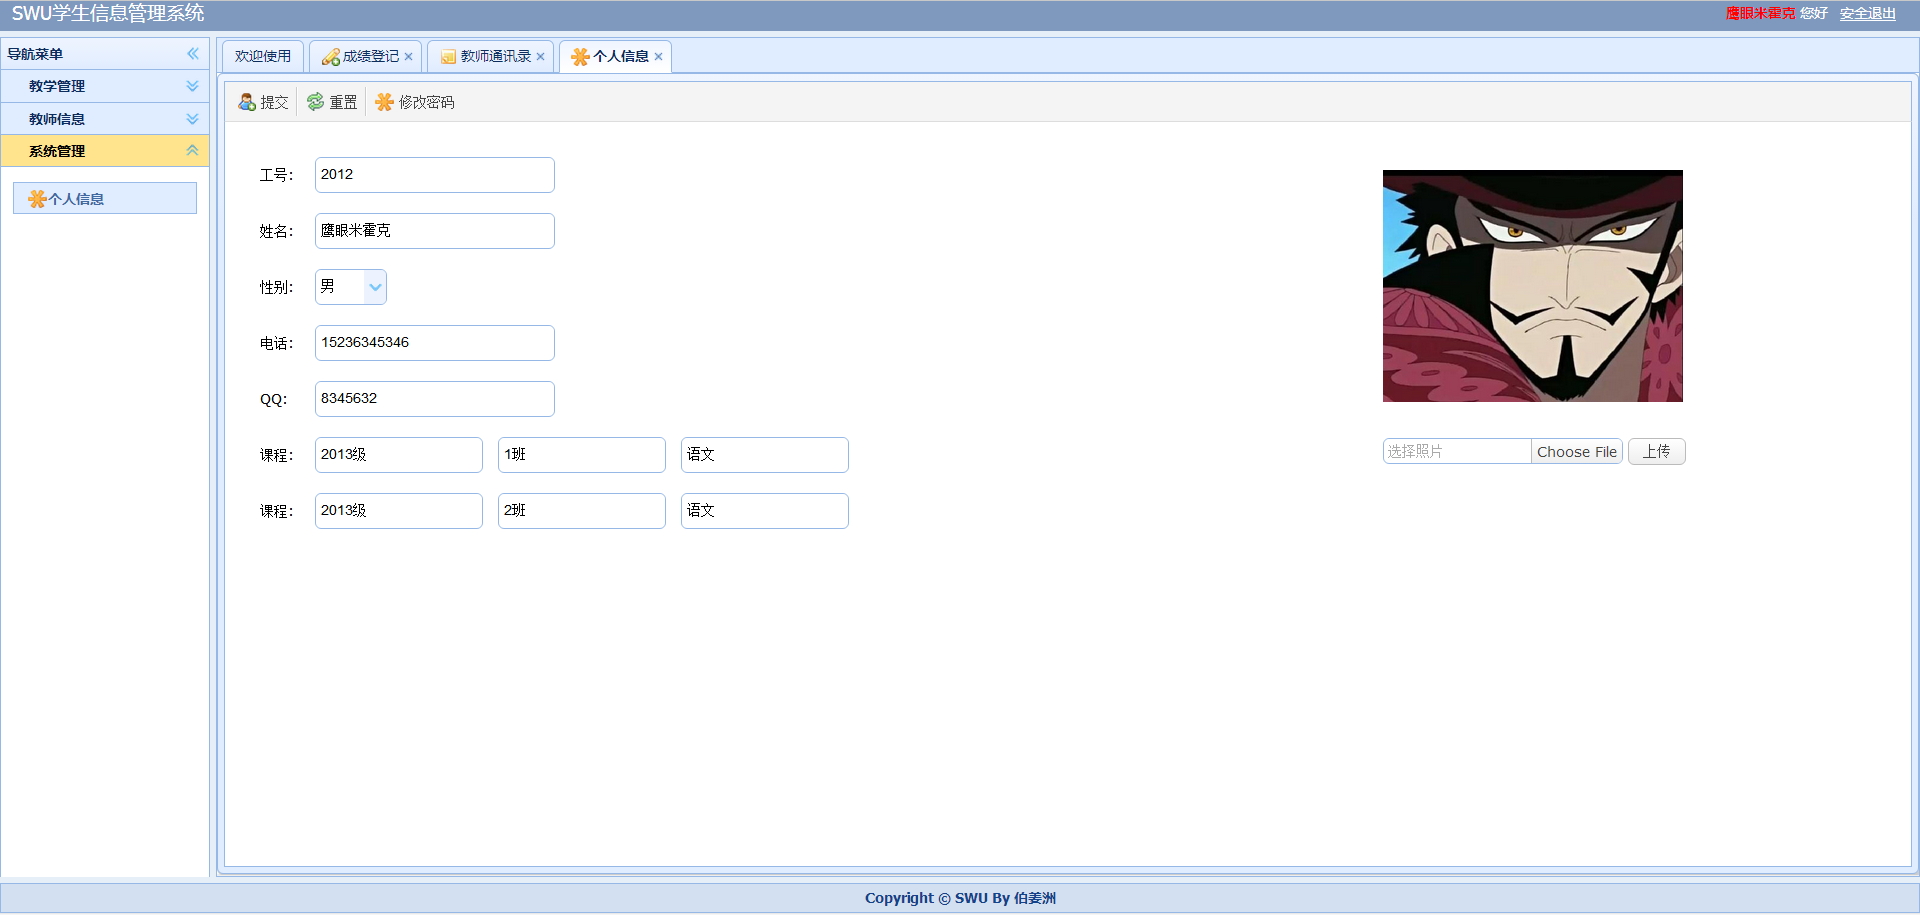 SWU学生信息管理系统
鹰眼米霍克 您好 安全退出
导航菜单
教学管理
教师信息
系统管理
个人信息
欢迎使用 成绩登记 教师通讯录 个人信息
提交 重置 修改密码
工号: 2012
姓名: 鹰眼米霍克
性别: 男
电话: 15236345346
QQ: 8345632
课程: 2013级 1班 语文
课程: 2013级 2班 语文
选择照片 Choose File 上传
Copyright © SWU By 伯姜洲